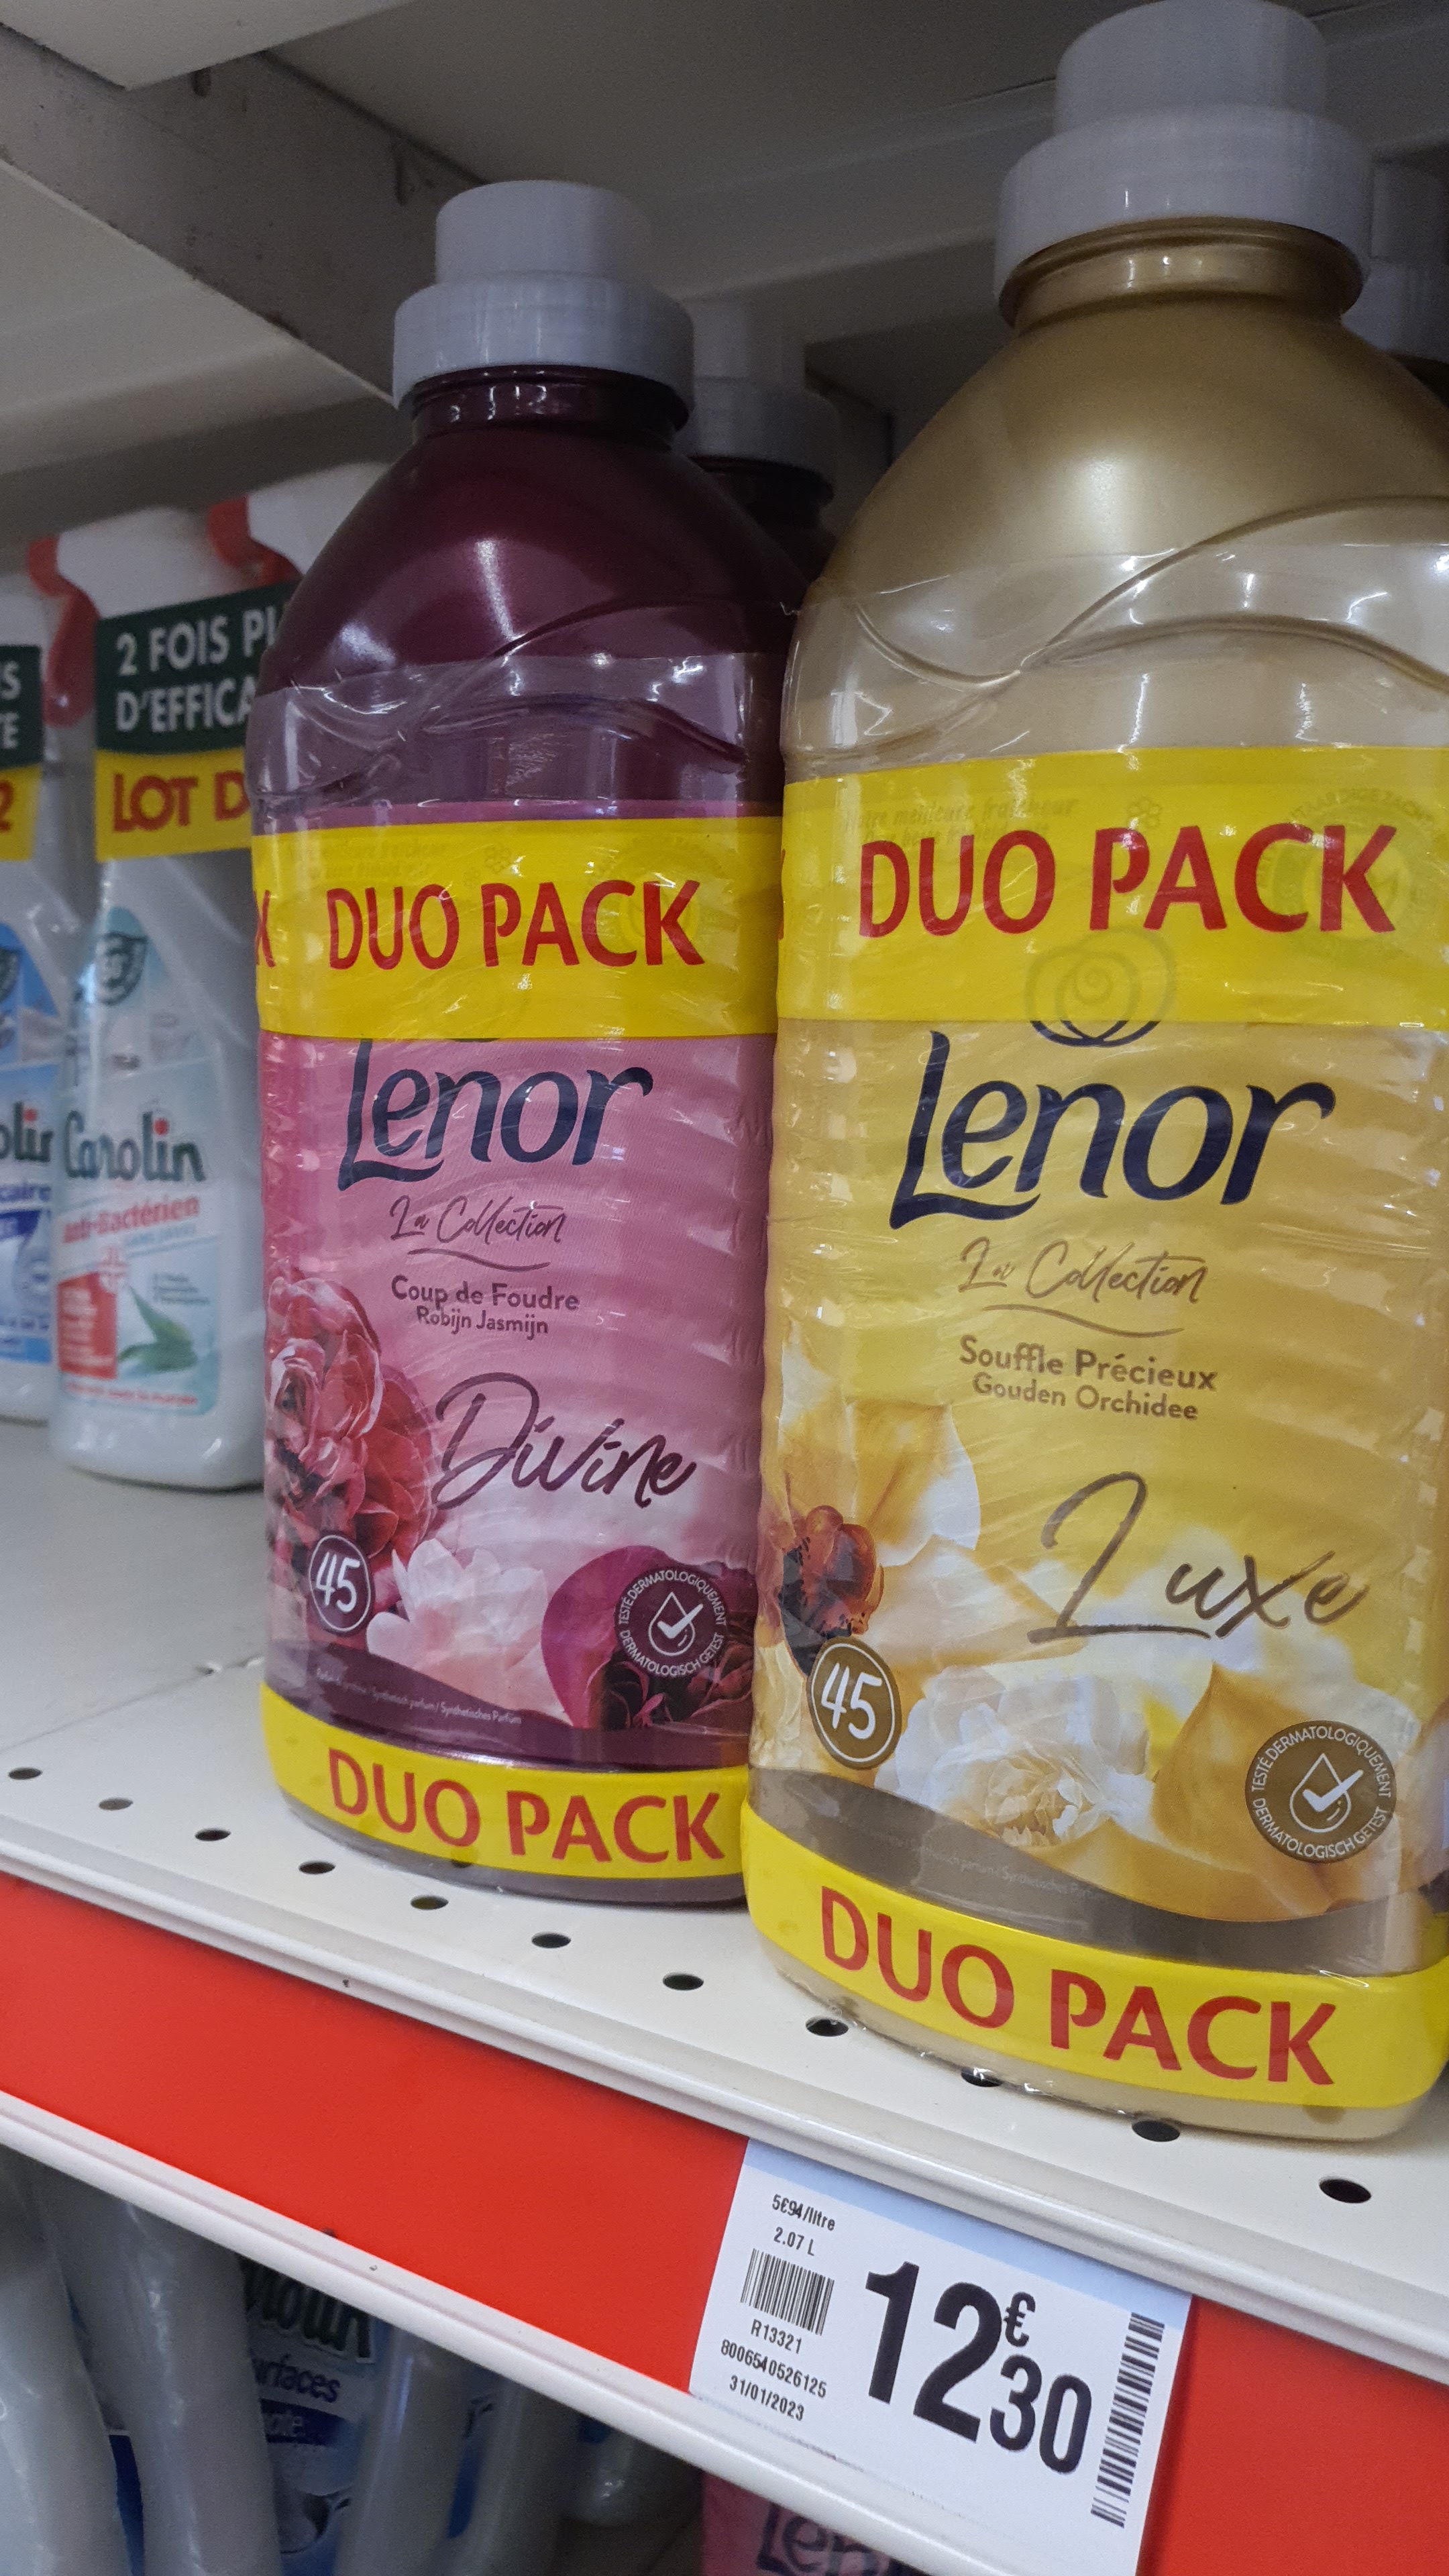 2 FOIS
D'EFFICA
LOT D
Carolin
Anti-Bactérien
DUO PACK
Lenor
La Collection
Coup de Foudre
Robijn Jasmijn
Divine
45
TESTÉ DERMATOLOGIQUEMENT
DERMATOLOGISCH GETEST
DUO PACK
DUO PACK
Lenor
La Collection
Souffle Précieux
Gouden Orchidee
Luxe
45
TESTÉ DERMATOLOGIQUEMENT
DERMATOLOGISCH GETEST
DUO PACK
5€94/litre
2.07 L
R13321
8006540526125
31/01/2023
12€30